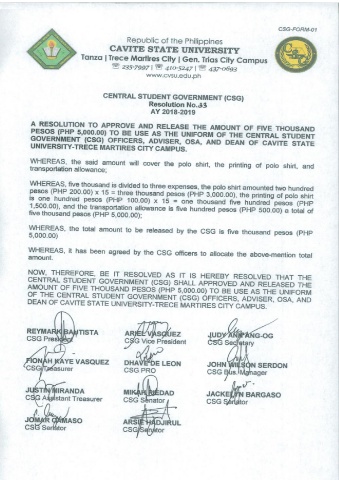 CSG-FORM-01
Republic of the Philippines
CAVITE STATE UNIVERSITY
Tanza | Trece Martires City | Gen. Trias City Campus
☏ 235-7997 | ☏ 410-5247 | ☏ 437-0693
www.cvsu.edu.ph
CENTRAL STUDENT GOVERNMENT (CSG)
Resolution No.
AY 2018-2019
A RESOLUTION TO APPROVE AND RELEASE THE AMOUNT OF FIVE THOUSAND
PESOS (PHP 5,000.00) TO BE USE AS THE UNIFORM OF THE CENTRAL STUDENT
GOVERNMENT (CSG) OFFICERS, ADVISER, OSA, AND DEAN OF CAVITE STATE
UNIVERSITY-TRECE MARTIRES CITY CAMPUS.
WHEREAS, the said amount will cover the polo shirt, the printing of polo shirt, and
transportation allowance;
WHEREAS, five thousand is divided to three expenses, the polo shirt amounted two hundred
pesos (PHP 200.00) x 15 = three thousand pesos (PHP 3,000.00), the printing of polo shirt
is one hundred pesos (PHP 100.00) x 15 = one thousand five hundred pesos (PHP
1,500.00), and the transportation allowance is five hundred pesos (PHP 500.00) a total of
five thousand pesos (PHP 5,000.00);
WHEREAS, the total amount to be released by the CSG is five thousand pesos (PHP
5,000.00)
WHEREAS, it has been agreed by the CSG officers to allocate the above-mention total
amount.
NOW, THEREFORE, BE IT RESOLVED AS IT IS HEREBY RESOLVED THAT THE
CENTRAL STUDENT GOVERNMENT (CSG) SHALL APPROVED AND RELEASED THE
AMOUNT OF FIVE THOUSAND PESOS (PHP 5,000.00) TO BE USE AS THE UNIFORM
OF THE CENTRAL STUDENT GOVERNMENT (CSG) OFFICERS, ADVISER, OSA, AND
DEAN OF CAVITE STATE UNIVERSITY-TRECE MARTIRES CITY CAMPUS.
REYMARK BAUTISTA ARIEL VASQUEZ JUDY
CSG President CSG Vice President CSG Secretary
FIONAH KAYE VASQUEZ DHAVE DE LEON JOHN WILSON SERDON
CSG Treasurer CSG PRO CSG Bus. Manager
JUSTIN MIRANDA MIKAH PIEDAD JACKELYN BARGASO
CSG Assistant Treasurer CSG Senator CSG Senator
JOMAR GAMASO ARSIE HADJIRUL
CSG Senator CSG Senator